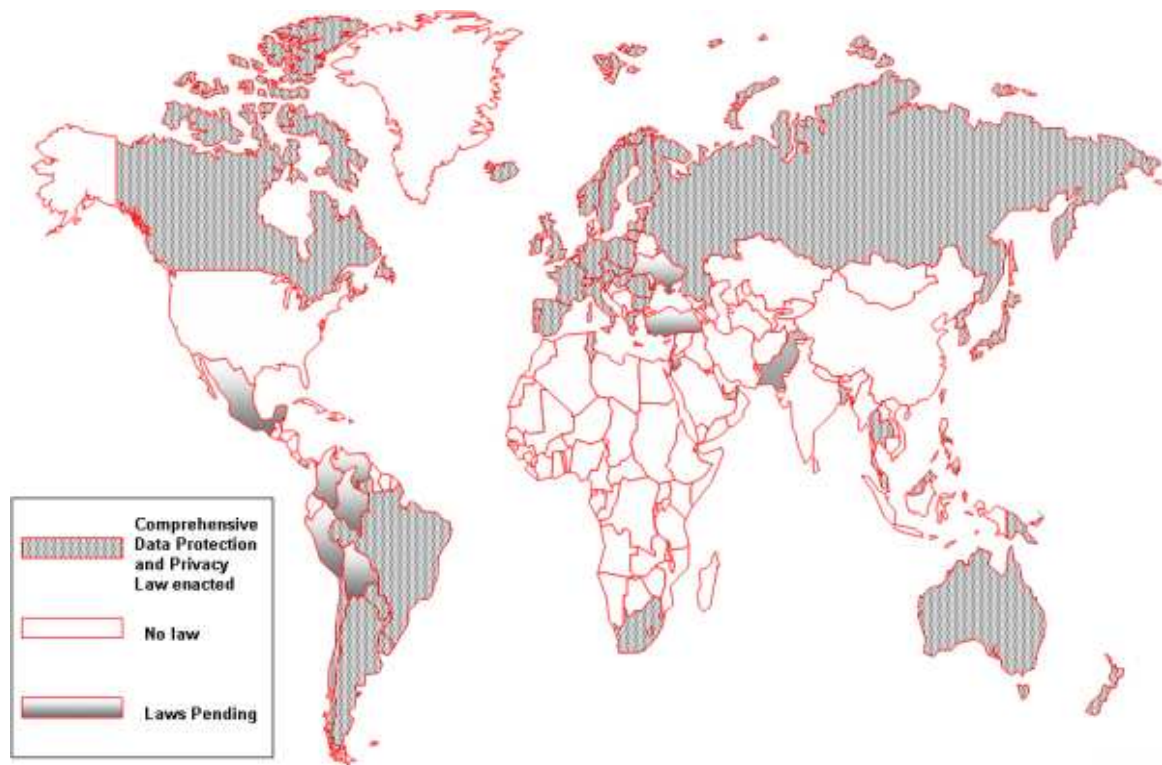 Comprehensive
Data Protection
and Privacy
Law enacted
No law
Laws Pending